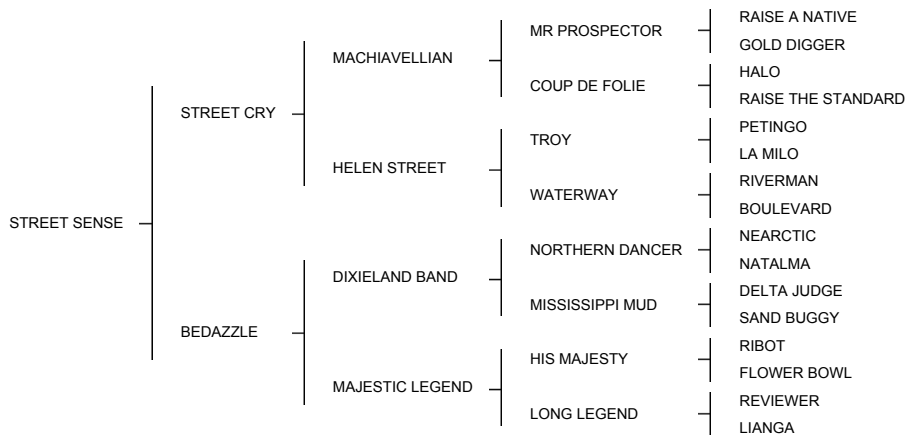 STREET SENSE
STREET CRY
BEDAZZLE
MACHIAVELLIAN
HELEN STREET
DIXIELAND BAND
MAJESTIC LEGEND
MR PROSPECTOR
COUP DE FOLIE
TROY
WATERWAY
NORTHERN DANCER
MISSISSIPPI MUD
HIS MAJESTY
LONG LEGEND
RAISE A NATIVE
GOLD DIGGER
HALO
RAISE THE STANDARD
PETINGO
LA MILO
RIVERMAN
BOULEVARD
NEARCTIC
NATALMA
DELTA JUDGE
SAND BUGGY
RIBOT
FLOWER BOWL
REVIEWER
LIANGA